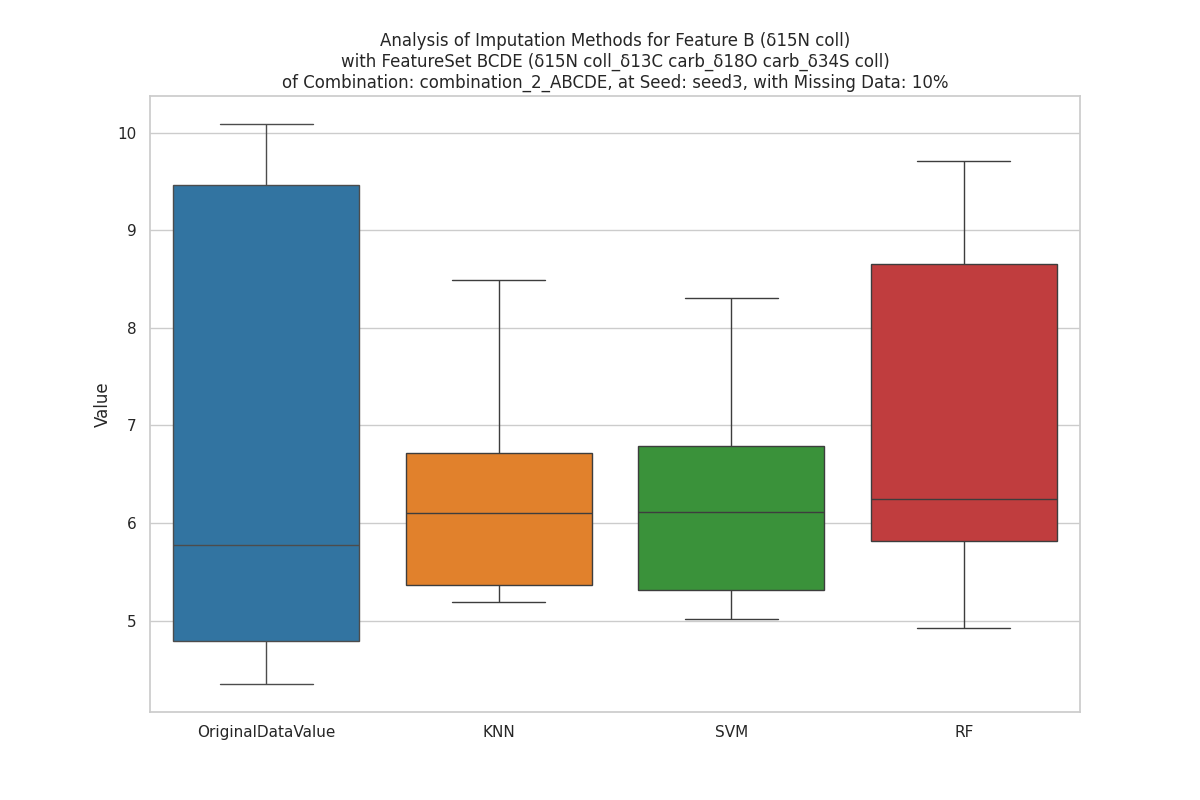 Analysis of Imputation Methods for Feature B (δ15N coll)
with FeatureSet BCDE (δ15N coll_δ13C carb_δ18O carb_δ34S coll)
of Combination: combination_2_ABCDE, at Seed: seed3, with Missing Data: 10%
10
9
8
7
6
5
Value
OriginalDataValue
KNN
SVM
RF